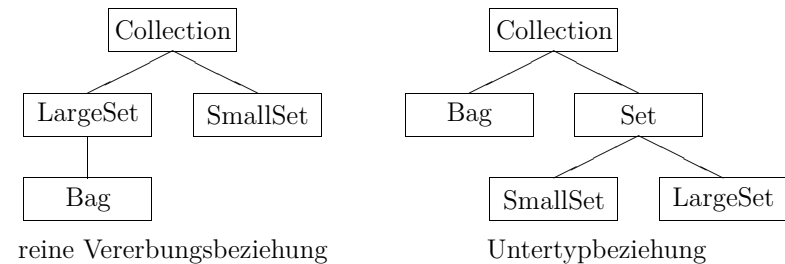 Collection
LargeSet
SmallSet
Bag
reine Vererbungsbeziehung
Collection
Bag
Set
SmallSet
LargeSet
Untertypbeziehung